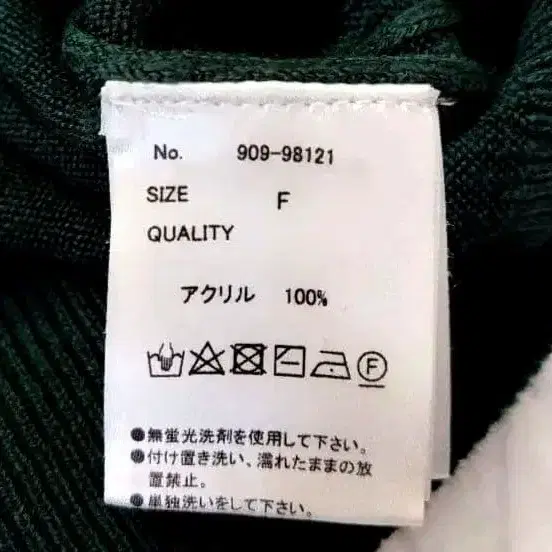 No. 909-98121
SIZE F
QUALITY
アクリル 100%
F
●無蛍光洗剤を使用して下さい。
●付け置き洗い、濡れたままの放
置禁止。
●単独洗いをして下さい。